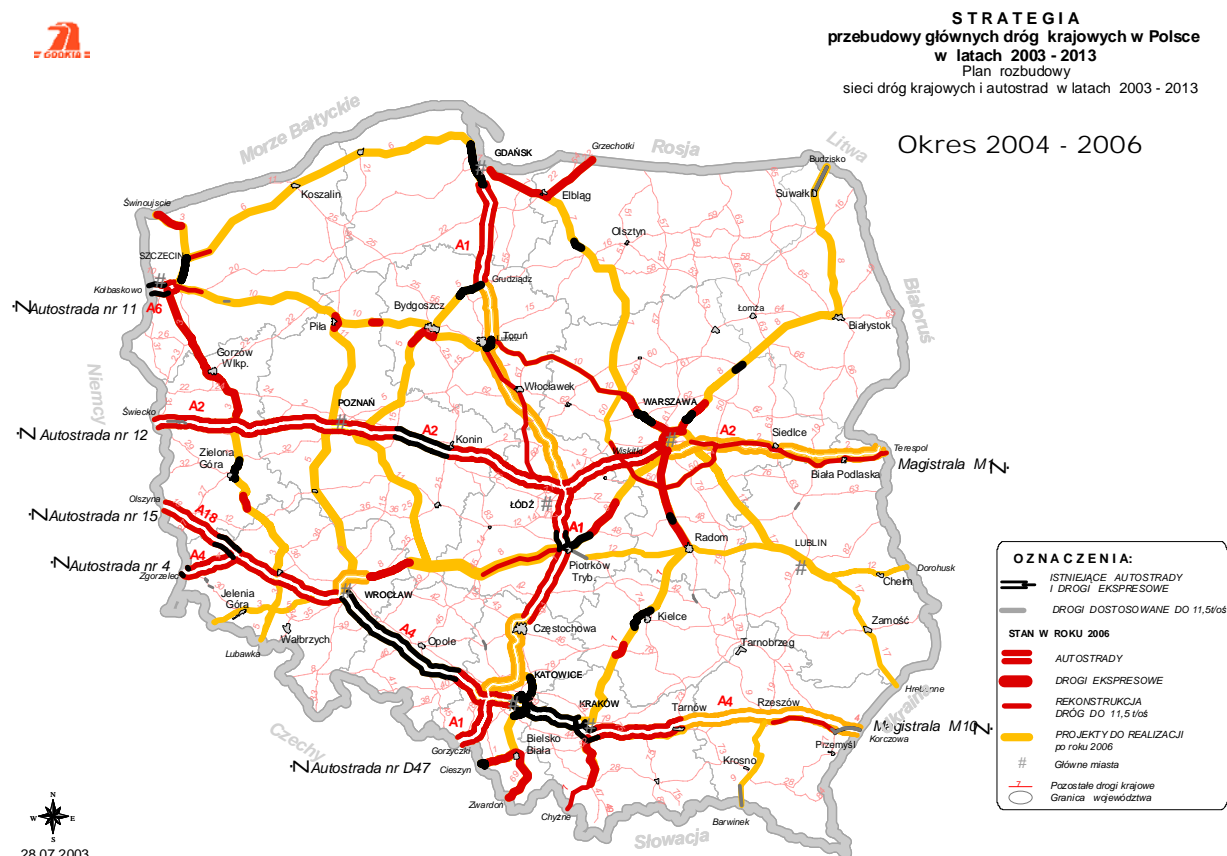 GDDKIA
STRATEGIA
przebudowy głównych dróg krajowych w Polsce
w latach 2003 - 2013
Plan rozbudowy
sieci dróg krajowych i autostrad w latach 2003 - 2013
Okres 2004 - 2006
Morze Bałtyckie
Rosja
Litwa
Białoruś
Ukraina
Słowacja
Czechy
Niemcy
GDAŃSK
Grzechotki
Budzisko
Suwałk
Elbląg
Koszalin
Świnoujscie
Olsztyn
SZCZECIN
A1
Grudziądz
Kołbaskowo
Autostrada nr 11
A6
Bydgoszcz
Łomża
Białystok
Piła
Toruń
Gorzów
Wlkp.
Włocławek
Świecko
A2
POZNAŃ
WARSZAWA
Autostrada nr 12
A2
Konin
Wiskitki
A2
Siedlce
Terespol
Magistrala M1
Biała Podlaska
Zielona
Góra
Olszyna
Autostrada nr 15
A18
ŁÓDŹ
A1
Autostrada nr 4
A4
Zgorzelec
Piotrków
Tryb.
Radom
LUBLIN
Dorohusk
Chełm
Jelenia
Góra
WROCŁAW
Lubawka
Wałbrzych
A4
Opole
Częstochowa
Kielce
Zamość
Tarnobrzeg
Hrebenne
KATOWICE
KRAKÓW
Tarnów
A4
Rzeszów
A1
Gorzyczki
Magistrala M10
Korczowa
Przemyśl
Bielsko
Biała
Krosno
Autostrada nr D47
Cieszyn
Zwardoń
Chyżne
Barwinek
OZNACZENIA:
ISTNIEJĄCE AUTOSTRADY
I DROGI EKSPRESOWE
DROGI DOSTOSOWANE DO 11,5t/oś
STAN W ROKU 2006
AUTOSTRADY
DROGI EKSPRESOWE
REKONSTRUKCJA
DRÓG DO 11,5 t/oś
PROJEKTY DO REALIZACJI
po roku 2006
Główne miasta
Pozostałe drogi krajowe
Granica województwa
N
W E
S
28.07.2003